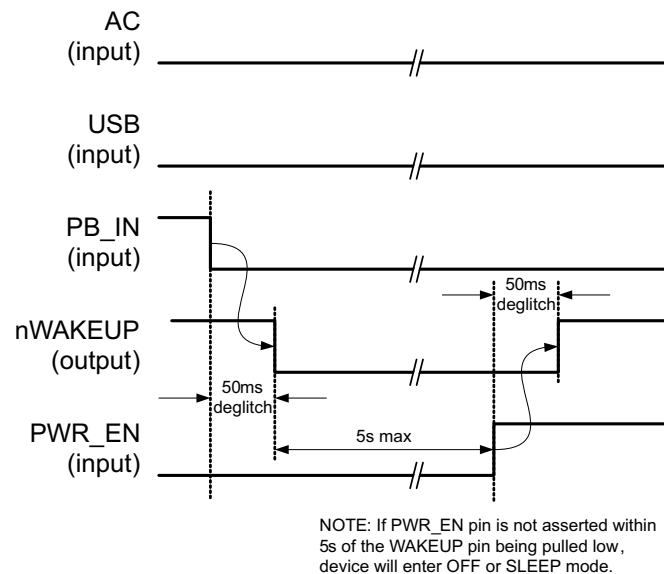 AC
(input)
USB
(input)
PB_IN
(input)
50ms
deglitch
nWAKEUP
(output)
50ms
deglitch
5s max
PWR_EN
(input)
NOTE: If PWR_EN pin is not asserted within
5s of the WAKEUP pin being pulled low,
device will enter OFF or SLEEP mode.